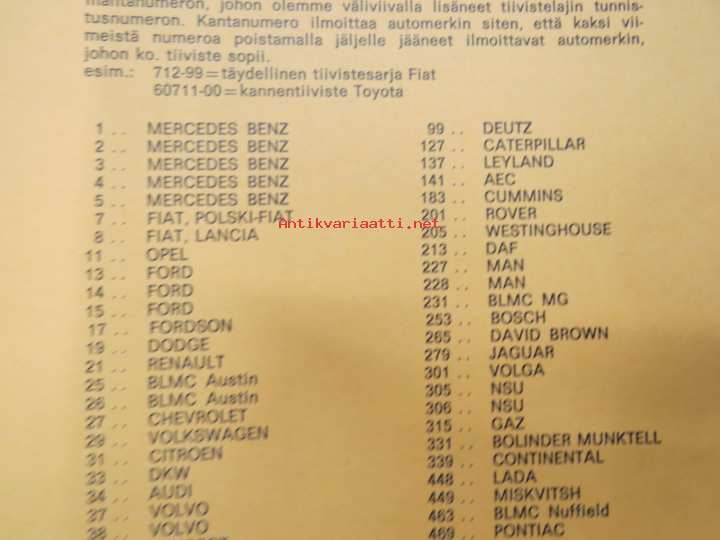 mantanumeron, johon olemme väliviivalla lisänneet tiivistelajin tunnis-
tusnumeron. Kantanumero ilmoittaa automerkin siten, että kaksi vii-
meistä numeroa poistamalla jäljelle jääneet ilmoittavat automerkin,
johon ko. tiiviste sopii.
esim.: 712-99=täydellinen tiivistesarja Fiat
60711-00=kannentiiviste Toyota
1 .. MERCEDES BENZ
2 .. MERCEDES BENZ
3 .. MERCEDES BENZ
4 .. MERCEDES BENZ
5 .. MERCEDES BENZ
7 .. FIAT, POLSKI-FIAT
8 .. FIAT, LANCIA
11 .. OPEL
13 .. FORD
14 .. FORD
15 .. FORD
17 .. FORDSON
19 .. DODGE
21 .. RENAULT
25 .. BLMC Austin
26 .. BLMC Austin
27 .. CHEVROLET
29 .. VOLKSWAGEN
31 .. CITROEN
33 .. DKW
34 .. AUDI
37 .. VOLVO
38 .. VOLVO
99 .. DEUTZ
127 .. CATERPILLAR
137 .. LEYLAND
141 .. AEC
183 .. CUMMINS
201 .. ROVER
205 .. WESTINGHOUSE
213 .. DAF
227 .. MAN
228 .. MAN
231 .. BLMC MG
253 .. BOSCH
265 .. DAVID BROWN
279 .. JAGUAR
301 .. VOLGA
305 .. NSU
306 .. NSU
315 .. GAZ
331 .. BOLINDER MUNKTELL
339 .. CONTINENTAL
448 .. LADA
449 .. MISKVITSH
463 .. BLMC Nuffield
469 .. PONTIAC
Antikvariaatti.net